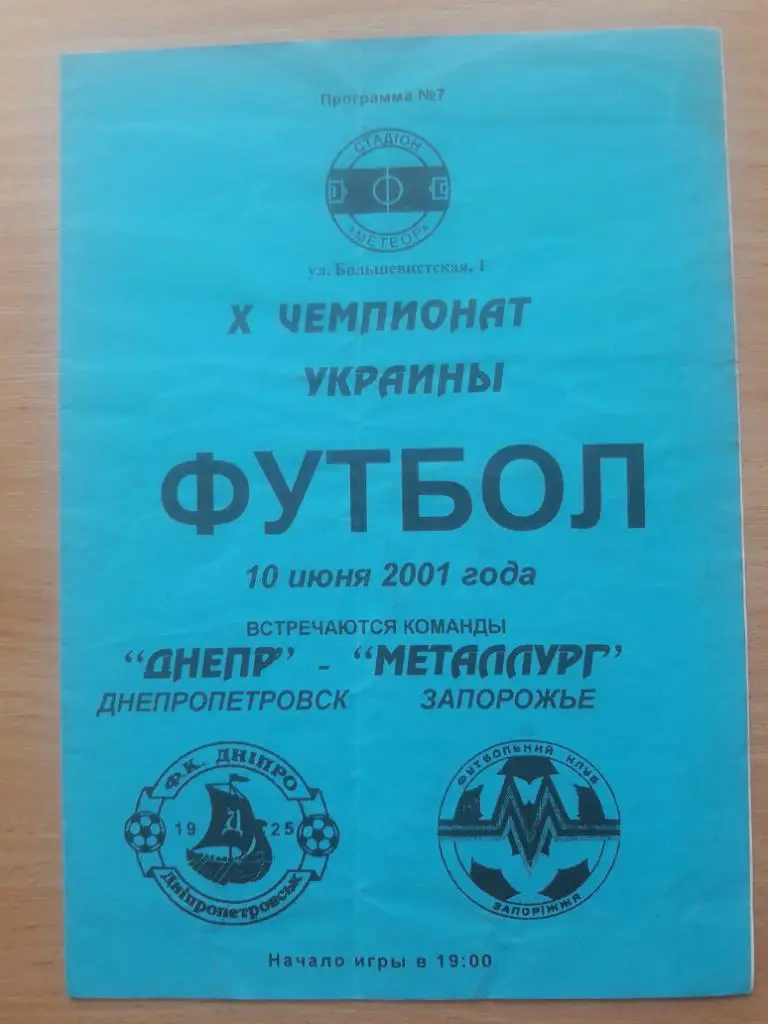 Программа №7
СТАДІОН
"МЕТЕОР"
ул. Большевистская, 1
X ЧЕМПИОНАТ
УКРАИНЫ
ФУТБОЛ
10 июня 2001 года
ВСТРЕЧАЮТСЯ КОМАНДЫ
"ДНЕПР" - "МЕТАЛЛУРГ"
ДНЕПРОПЕТРОВСК ЗАПОРОЖЬЕ
Ф.К. ДНІПРО
19 Д 25
Дніпропетровськ
ФУТБОЛЬНИЙ КЛУБ
ЗАПОРІЖЖЯ
Начало игры в 19:00